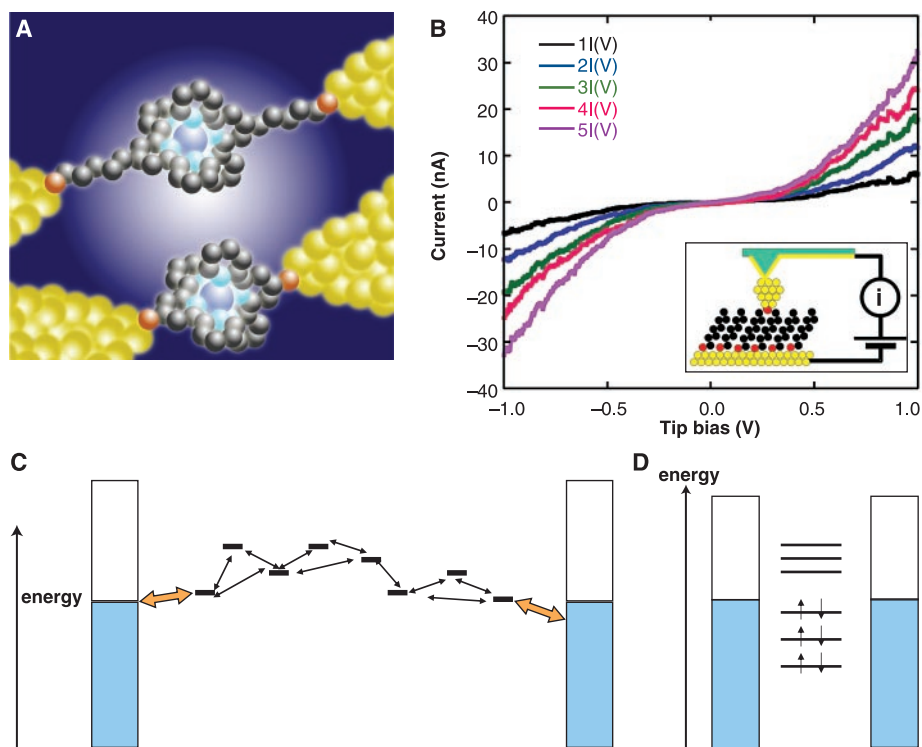 A
B
40
30
20
10
0
−10
−20
−30
−40
Current (nA)
1I(V)
2I(V)
3I(V)
4I(V)
5I(V)
i
−1.0
−0.5
0.0
0.5
1.0
Tip bias (V)
C
energy
D
energy